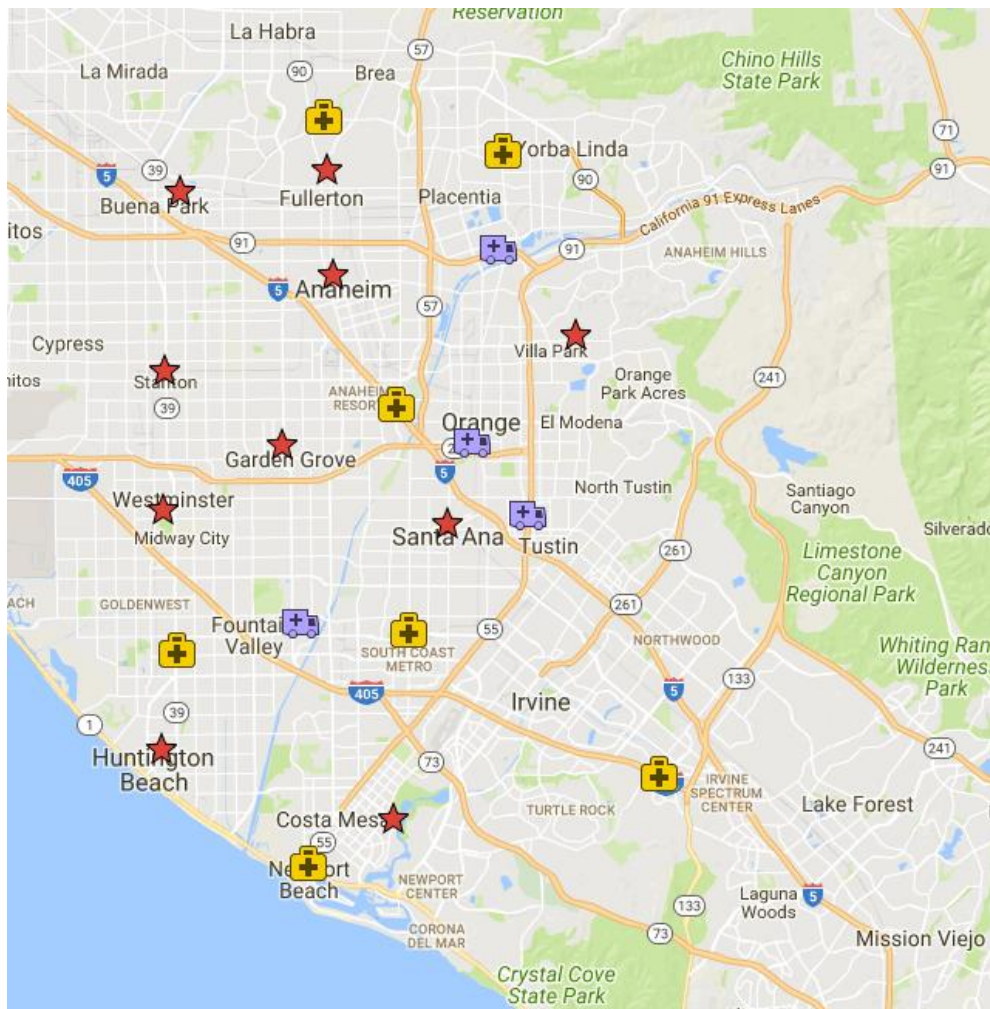 Reservation
La Habra
57
Chino Hills
State Park
La Mirada
90
Brea
71
39
5
Yorba Linda
91
90
Buena Park
Fullerton
Placentia
California 91 Express Lanes
91
91
ANAHEIM HILLS
5
Anaheim
57
Cypress
Villa Park
Stanton
Orange
Park Acres
241
39
ANAHEIM
RESORT
Orange
El Modena
Garden Grove
5
405
Westminster
North Tustin
Santiago
Canyon
Midway City
Santa Ana
Tustin
Silverado
261
Limestone
Canyon
Regional Park
GOLDENWEST
261
Fountain
Valley
55
NORTHWOOD
SOUTH COAST
METRO
Whiting Ran
Wilderness
Park
133
5
405
Irvine
39
1
241
Huntington
Beach
73
IRVINE
SPECTRUM
CENTER
Lake Forest
TURTLE ROCK
Costa Mesa
55
Newport
Beach
NEWPORT
CENTER
5
Laguna
Woods
133
CORONA
DEL MAR
73
Mission Viejo
Crystal Cove
State Park